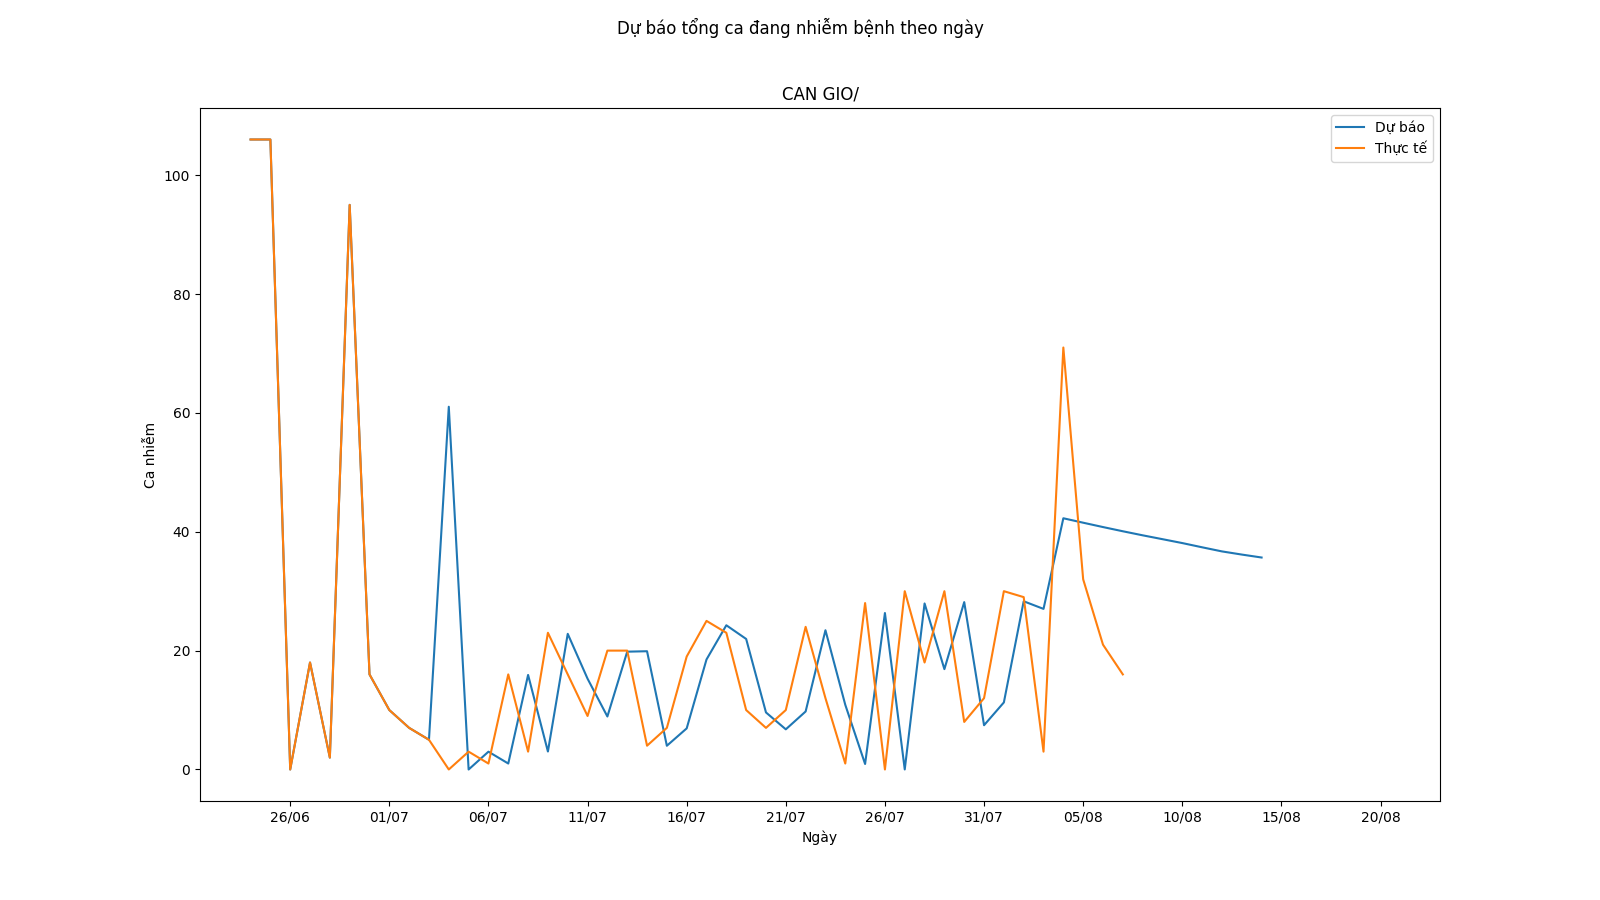 Dự báo tổng ca đang nhiễm bệnh theo ngày
CAN GIO/
Dự báo
Thực tế
100
80
60
40
20
0
Ca nhiễm
26/06 01/07 06/07 11/07 16/07 21/07 26/07 31/07 05/08 10/08 15/08 20/08
Ngày